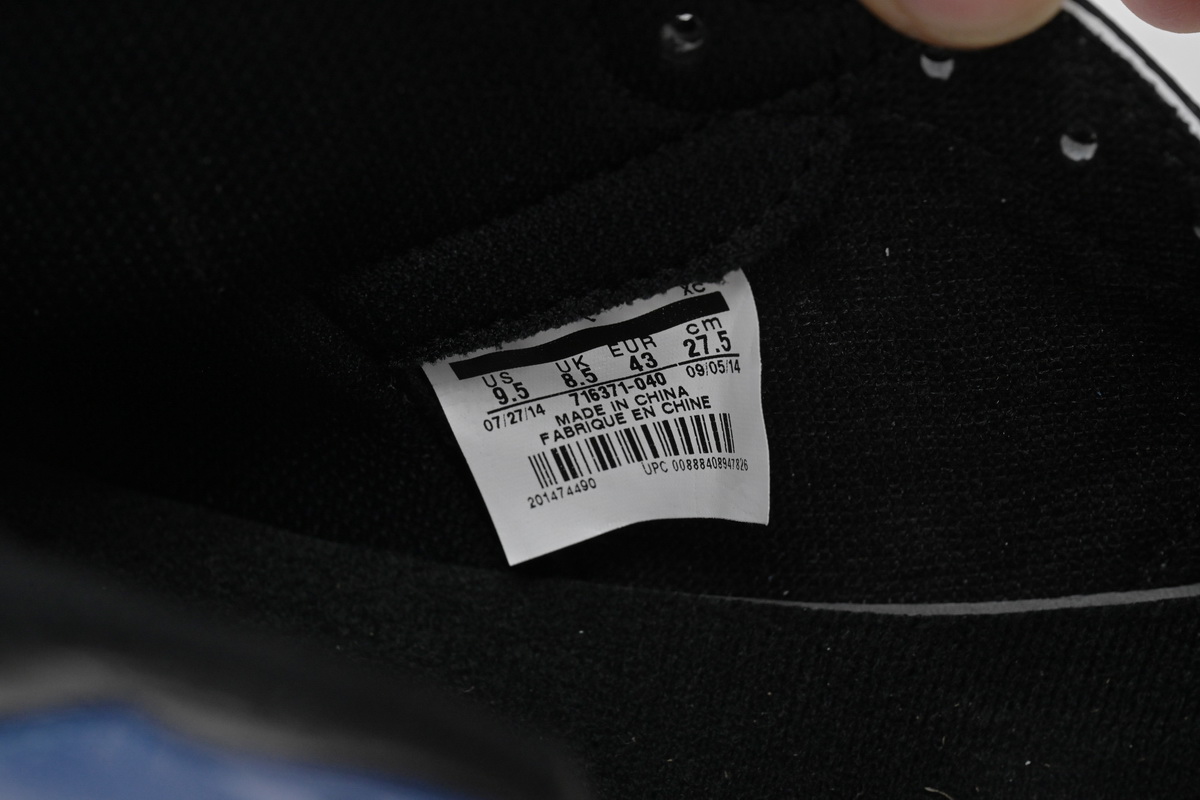 XC
US UK EUR cm
9.5 8.5 43 27.5
07/27/14 716371-040 09/05/14
MADE IN CHINA
FABRIQUE EN CHINE
201474490 UPC 00888408947826